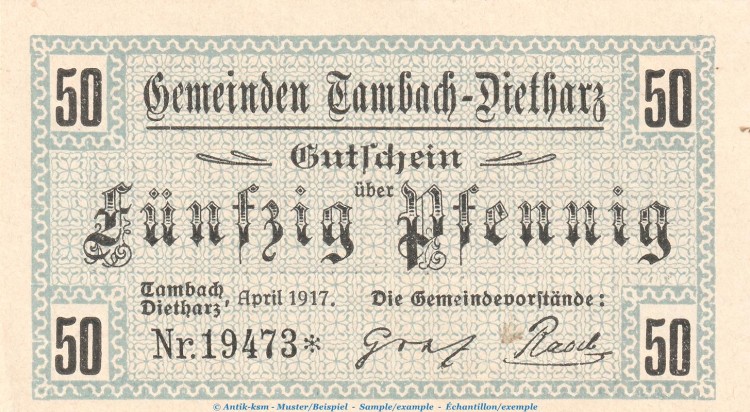 50 Gemeinden Tambach-Dietharz 50
Gutschein
über
Fünfzig Pfennig
Tambach
Dietharz, April 1917. Die Gemeindevorstände:
50 Nr. 19473* Graf Rasch 50
© Antik-ksm - Muster/Beispiel - Sample/example - Échantillon/exemple